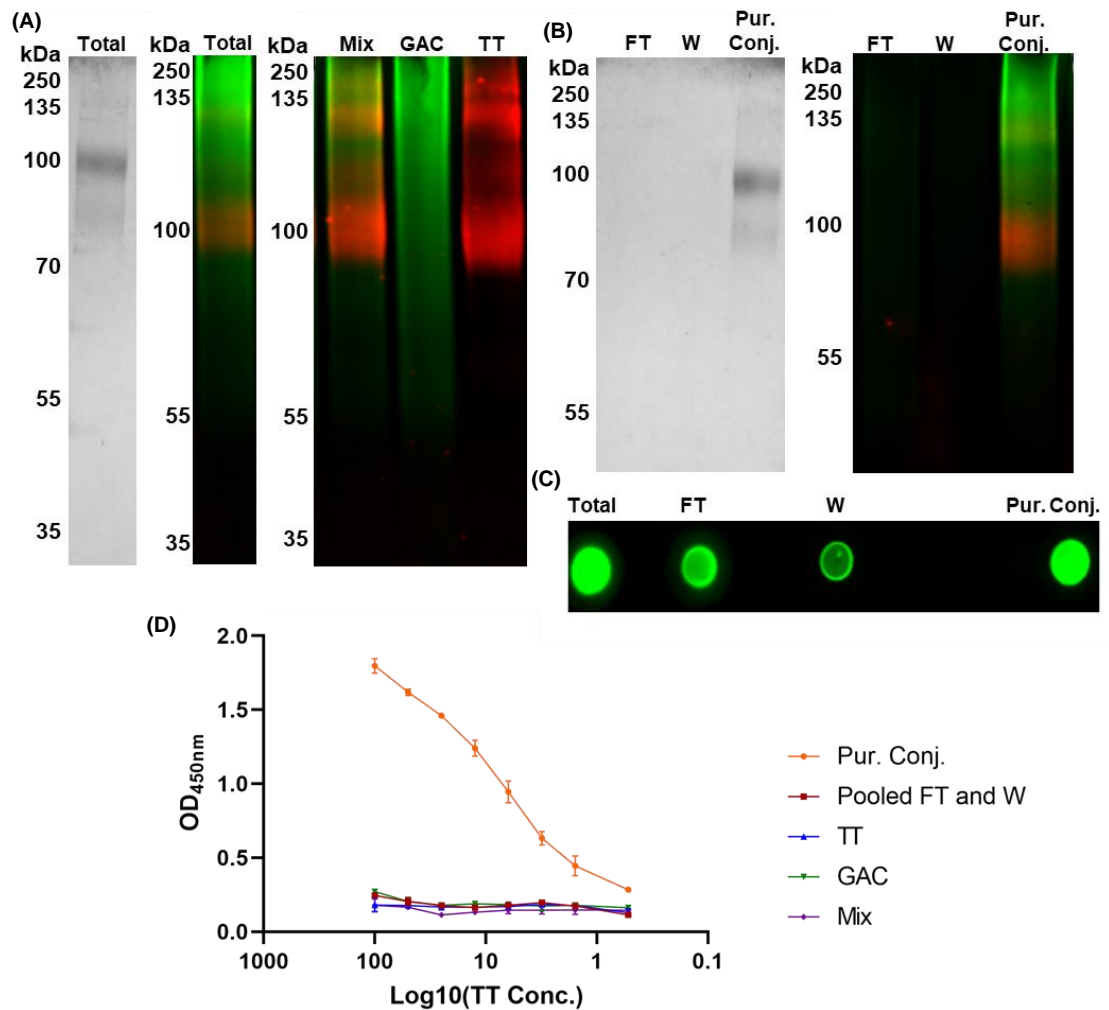 (A)
kDa
Total
250
135
100
70
55
35
kDa
Total
250
135
100
55
35
kDa
Mix GAC TT
250
135
100
55
35
(B)
FT W Pur. Conj.
kDa
250
135
100
70
55
FT W Pur. Conj.
kDa
250
135
100
55
(C)
Total FT W Pur. Conj.
(D)
2.0
1.5
1.0
0.5
0.0
OD450nm
1000 100 10 1 0.1
Log10(TT Conc.)
Pur. Conj.
Pooled FT and W
TT
GAC
Mix